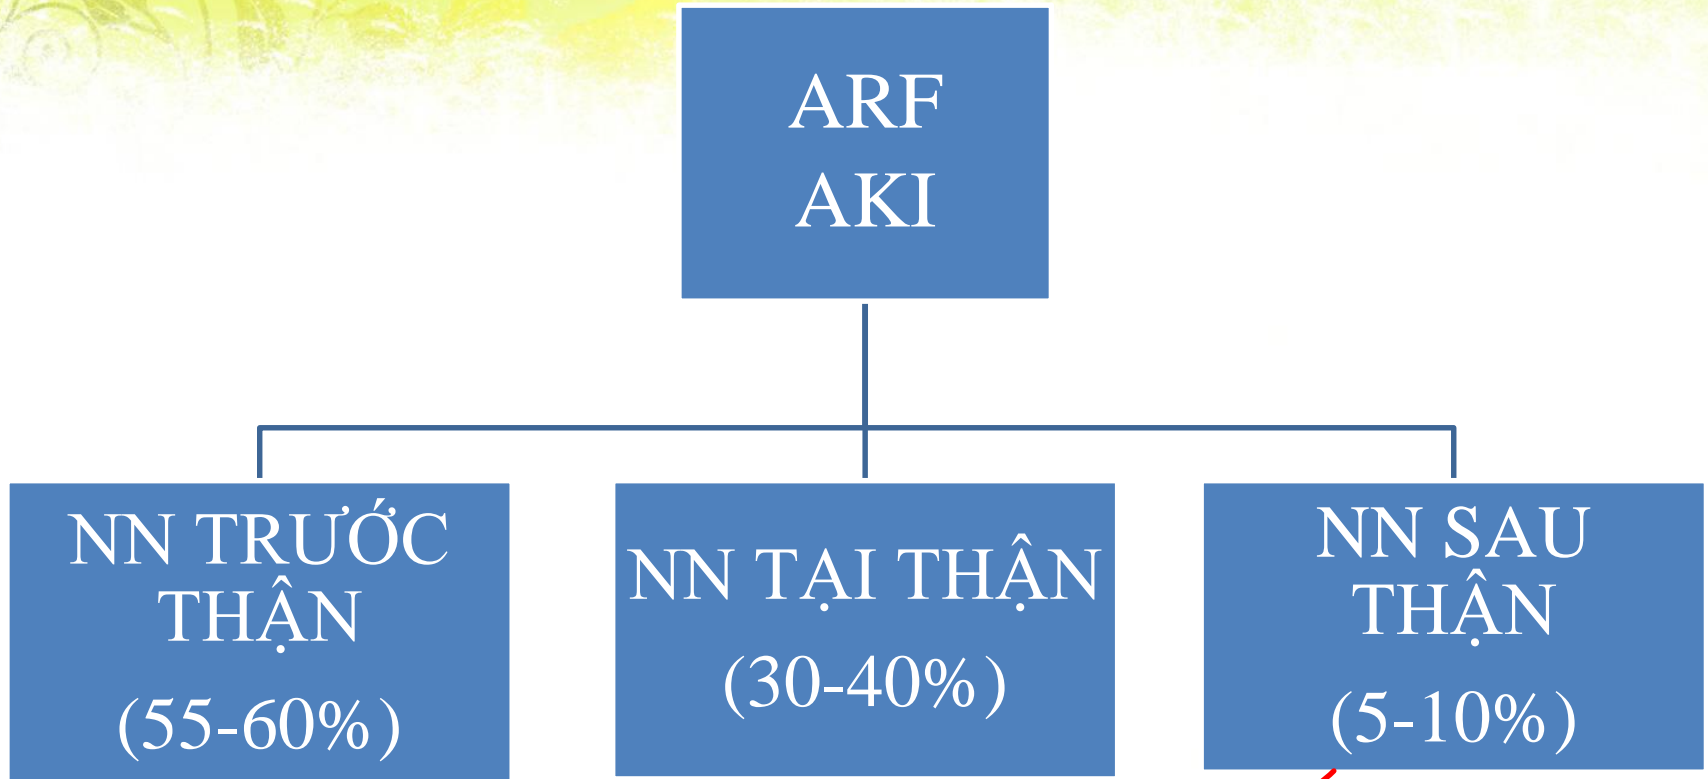 ARF
AKI
NN TRƯỚC
THẬN
(55-60%)
NN TẠI THẬN
(30-40%)
NN SAU
THẬN
(5-10%)